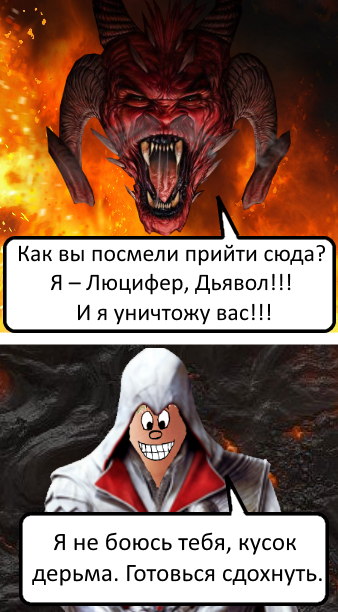 Как вы посмели прийти сюда?
Я – Люцифер, Дьявол!!!
И я уничтожу вас!!!
Я не боюсь тебя, кусок
дерьма. Готовься сдохнуть.